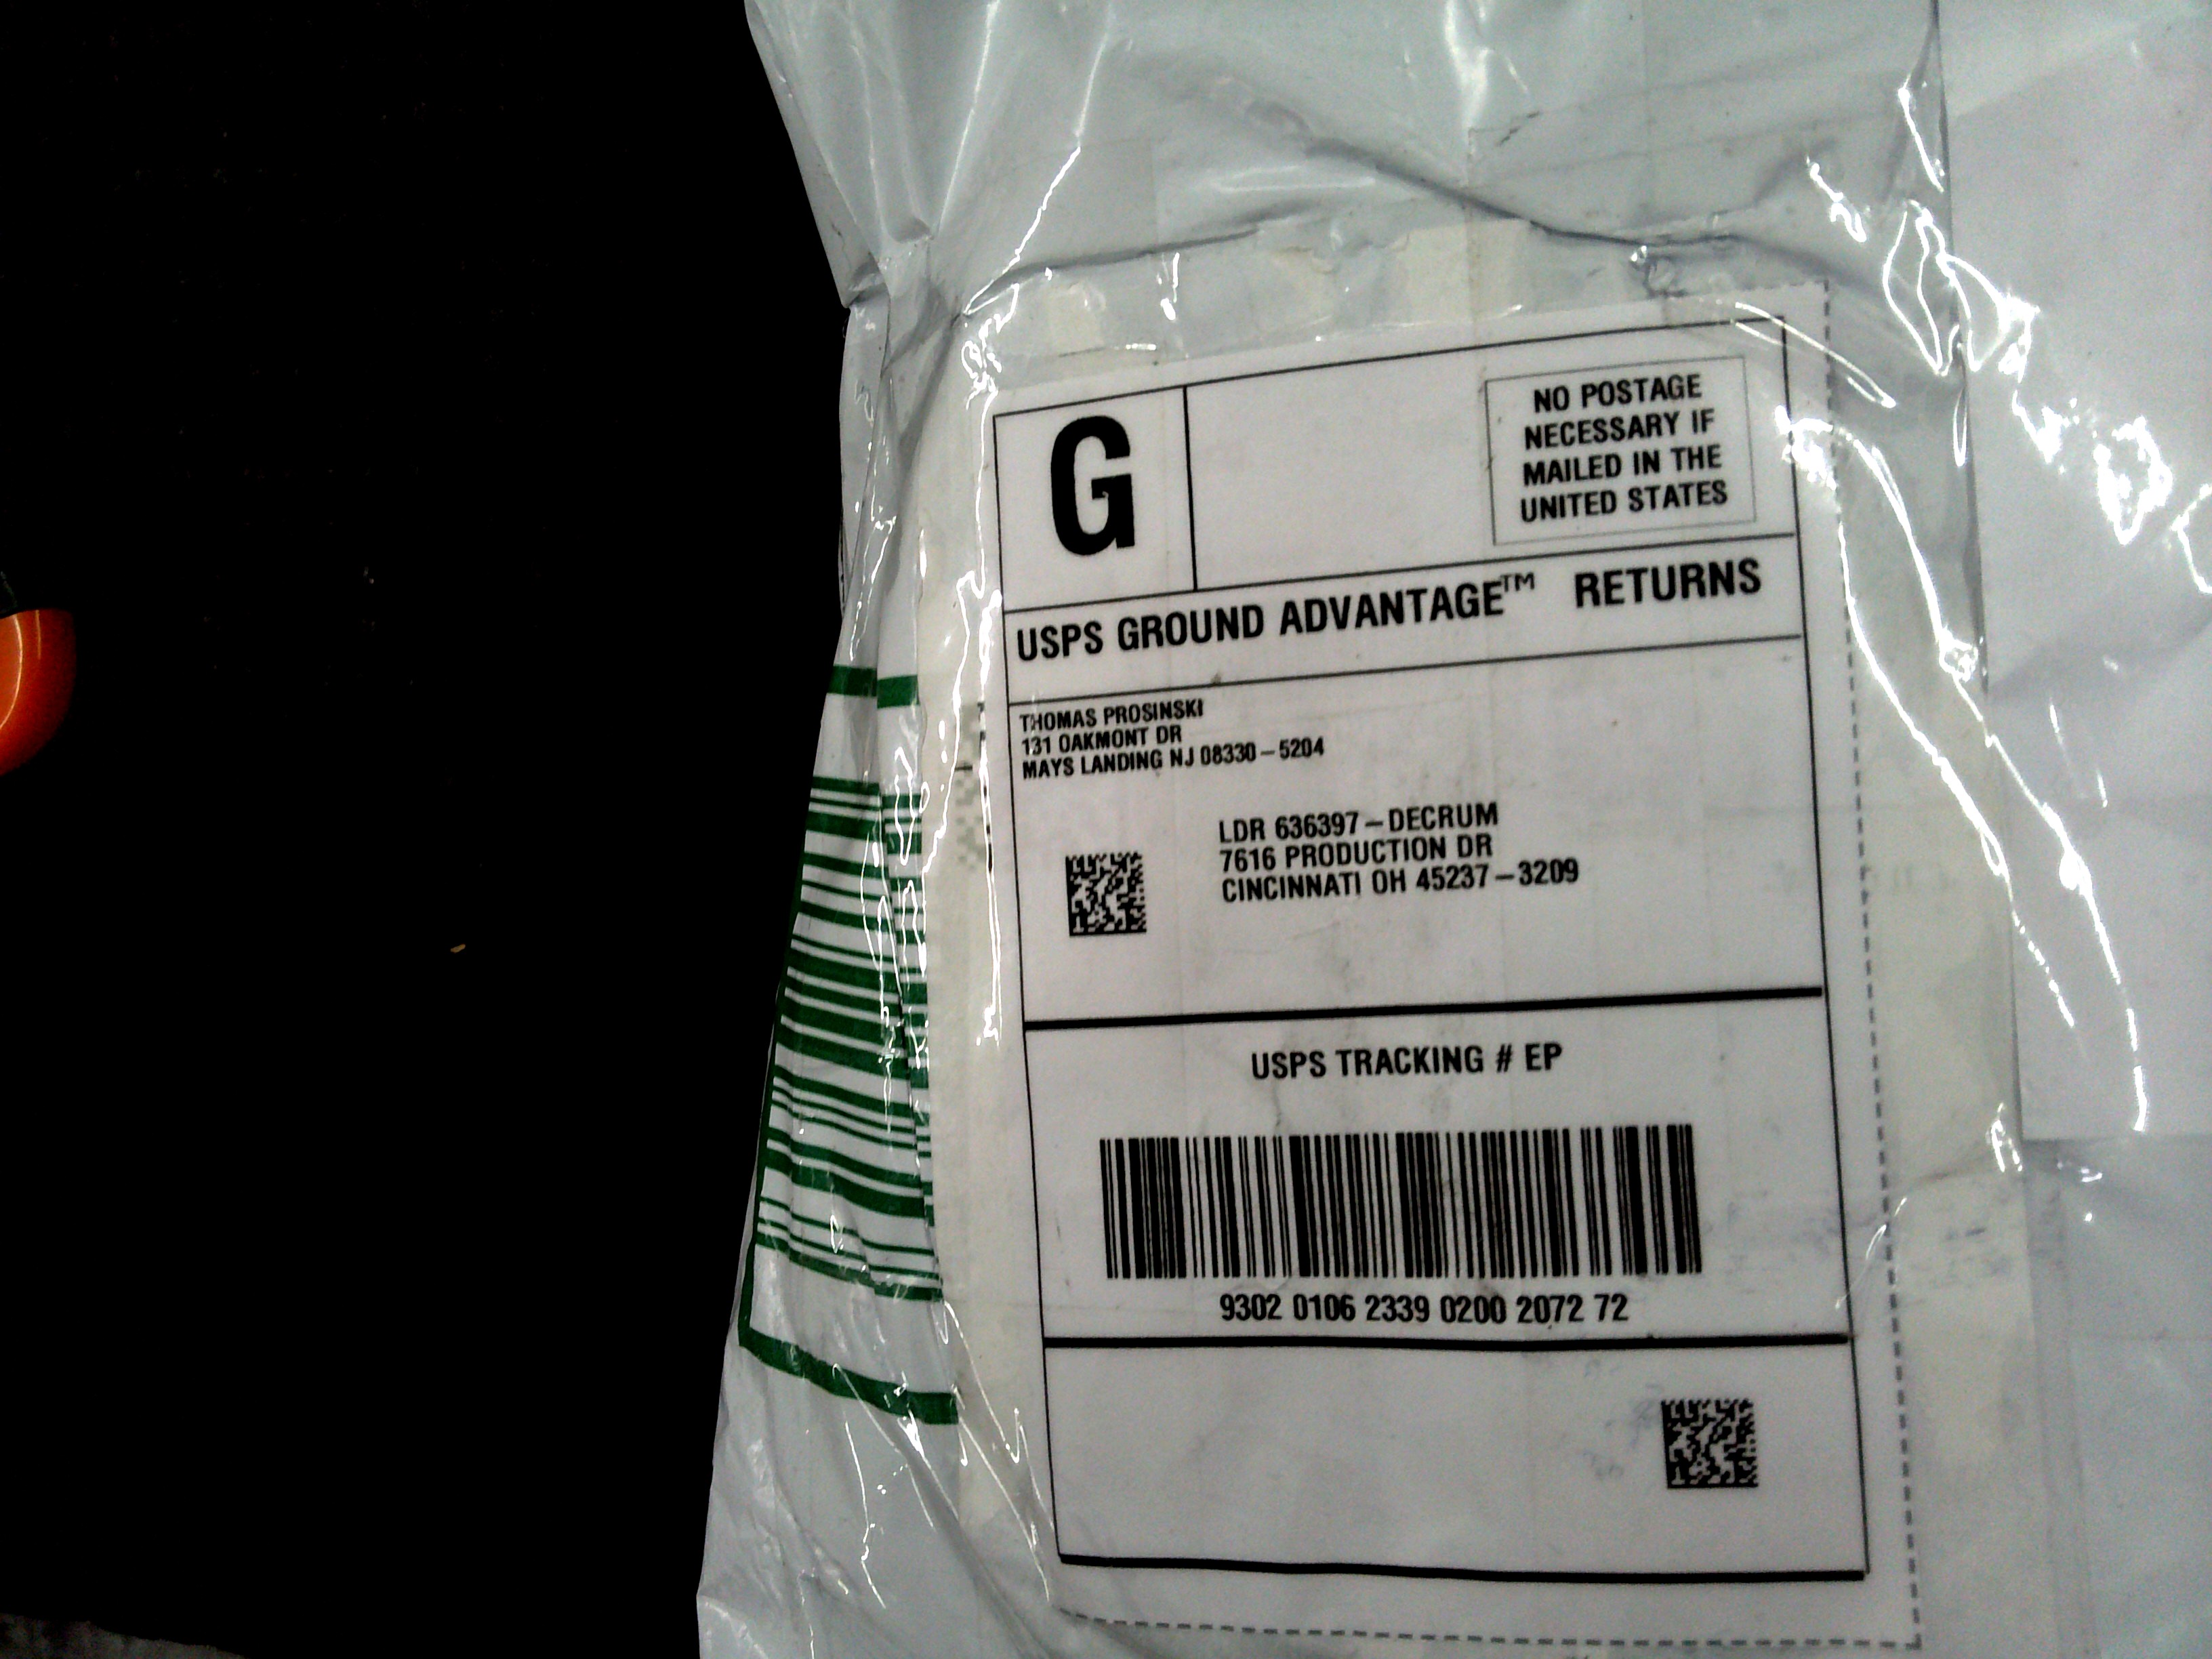 G
NO POSTAGE
NECESSARY IF
MAILED IN THE
UNITED STATES
USPS GROUND ADVANTAGE™ RETURNS
THOMAS PROSINSKI
131 OAKMONT DR
MAYS LANDING NJ 08330-5204
LDR 636397-DECRUM
7616 PRODUCTION DR
CINCINNATI OH 45237-3209
USPS TRACKING # EP
9302 0106 2339 0200 2072 72